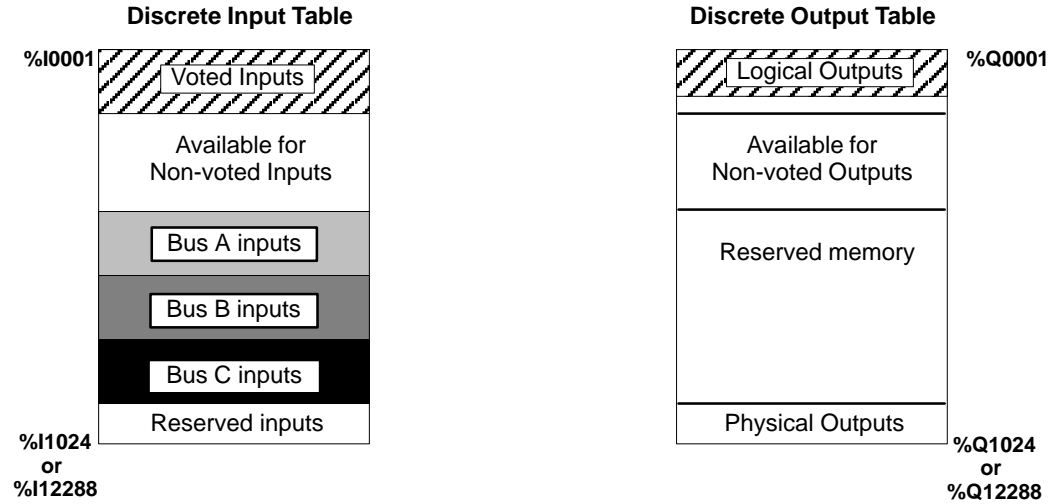 Discrete Input Table
%I0001
Voted Inputs
Available for
Non-voted Inputs
Bus A inputs
Bus B inputs
Bus C inputs
Reserved inputs
%I1024
or
%I12288
Discrete Output Table
%Q0001
Logical Outputs
Available for
Non-voted Outputs
Reserved memory
Physical Outputs
%Q1024
or
%Q12288